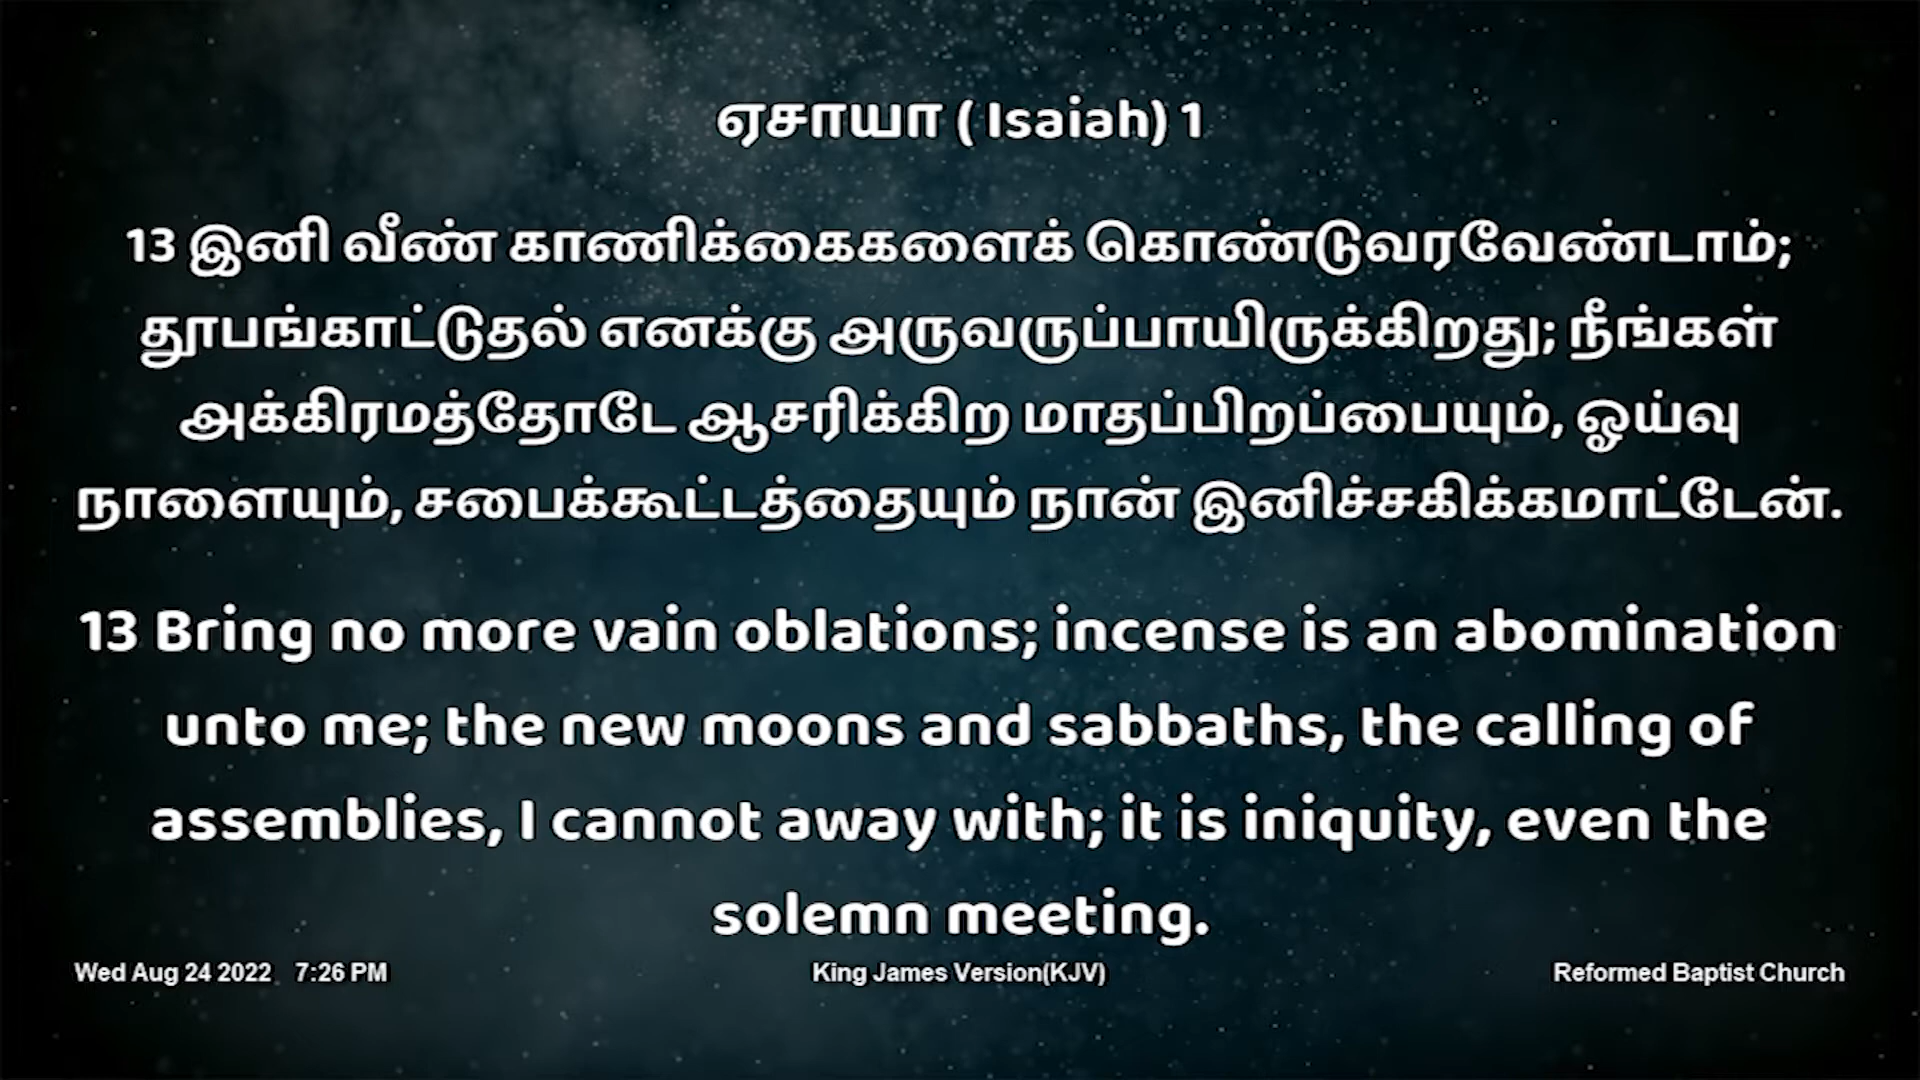 ஏசாயா ( Isaiah) 1
13 இனி வீண் காணிக்கைகளைக் கொண்டுவரவேண்டாம்;
தூபங்காட்டுதல் எனக்கு அருவருப்பாயிருக்கிறது; நீங்கள்
அக்கிரமத்தோடே ஆசரிக்கிற மாதப்பிறப்பையும், ஓய்வு
நாளையும், சபைக்கூட்டத்தையும் நான் இனிச்சகிக்கமாட்டேன்.
13 Bring no more vain oblations; incense is an abomination
unto me; the new moons and sabbaths, the calling of
assemblies, I cannot away with; it is iniquity, even the
solemn meeting.
Wed Aug 24 2022 7:26 PM King James Version(KJV) Reformed Baptist Church